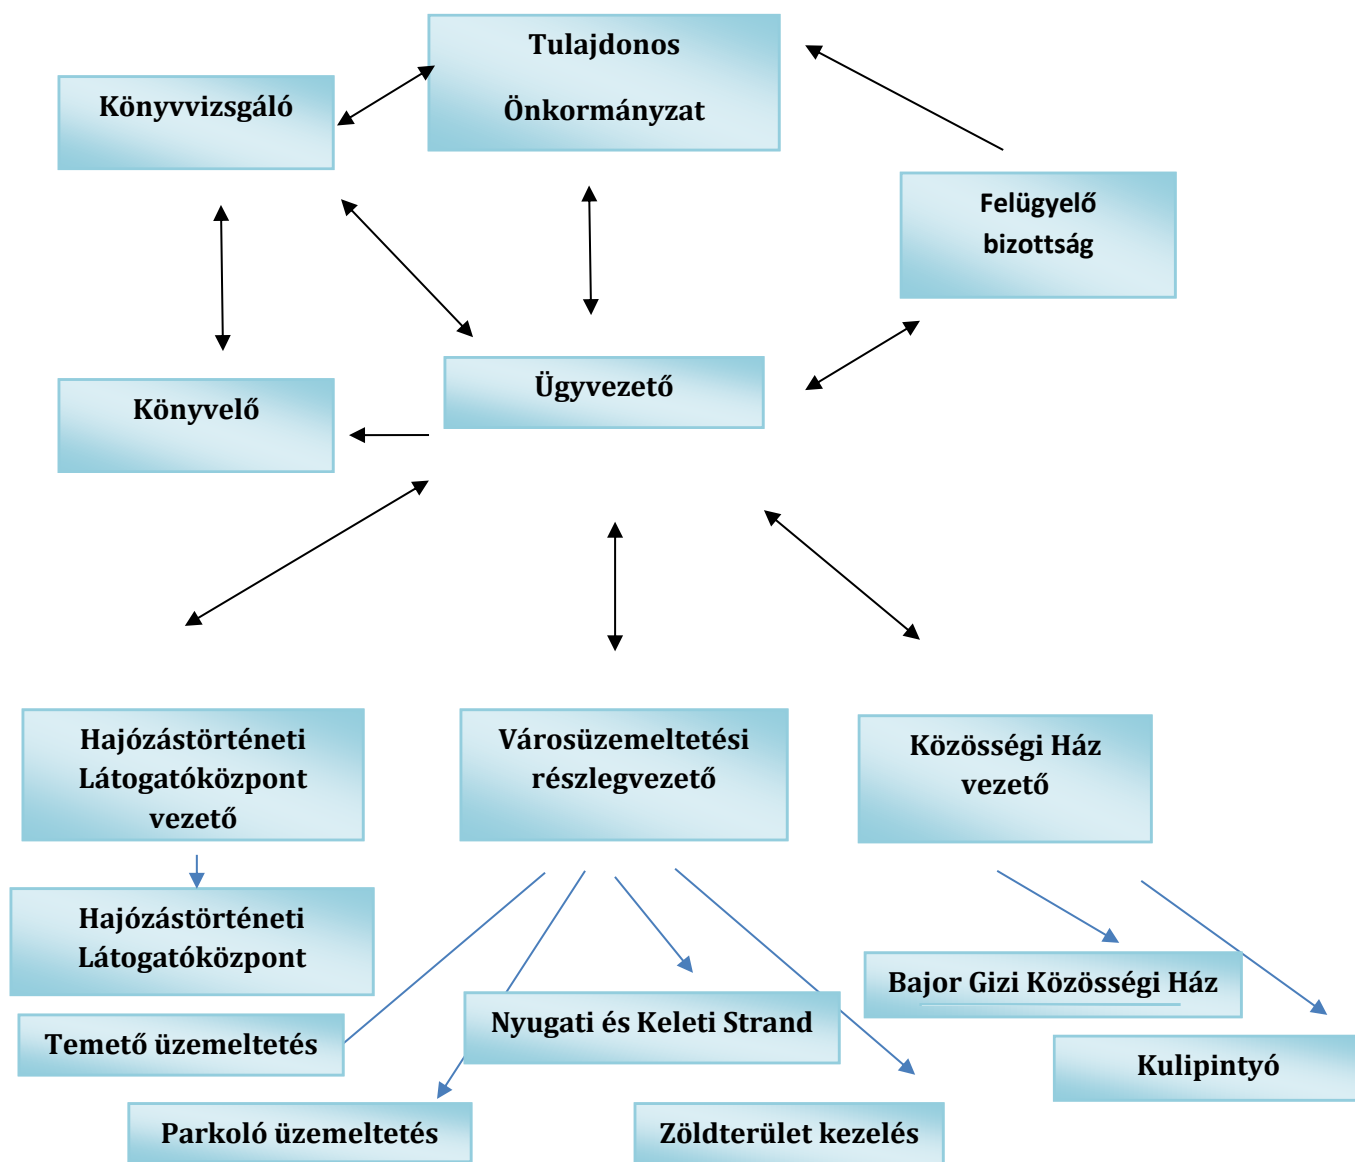 Tulajdonos
Önkormányzat
Könyvvizsgáló
Felügyelő
bizottság
Ügyvezető
Könyvelő
Hajózástörténeti
Látogatóközpont
vezető
Városüzemeltetési
részlegvezető
Közösségi Ház
vezető
Hajózástörténeti
Látogatóközpont
Bajor Gizi Közösségi Ház
Nyugati és Keleti Strand
Temető üzemeltetés
Kulipintyó
Parkoló üzemeltetés
Zöldterület kezelés